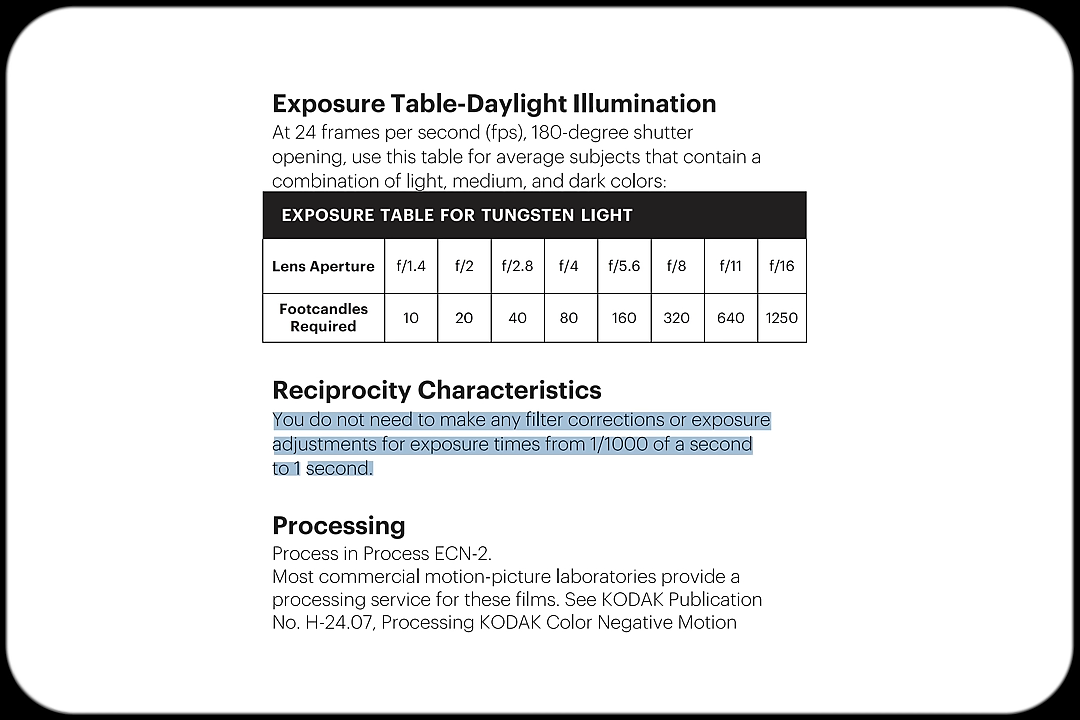 Exposure Table-Daylight Illumination
At 24 frames per second (fps), 180-degree shutter
opening, use this table for average subjects that contain a
combination of light, medium, and dark colors:
EXPOSURE TABLE FOR TUNGSTEN LIGHT
Lens Aperture f/1.4 f/2 f/2.8 f/4 f/5.6 f/8 f/11 f/16
Footcandles
Required 10 20 40 80 160 320 640 1250
Reciprocity Characteristics
You do not need to make any filter corrections or exposure
adjustments for exposure times from 1/1000 of a second
to 1 second.
Processing
Process in Process ECN-2.
Most commercial motion-picture laboratories provide a
processing service for these films. See KODAK Publication
No. H-24.07, Processing KODAK Color Negative Motion